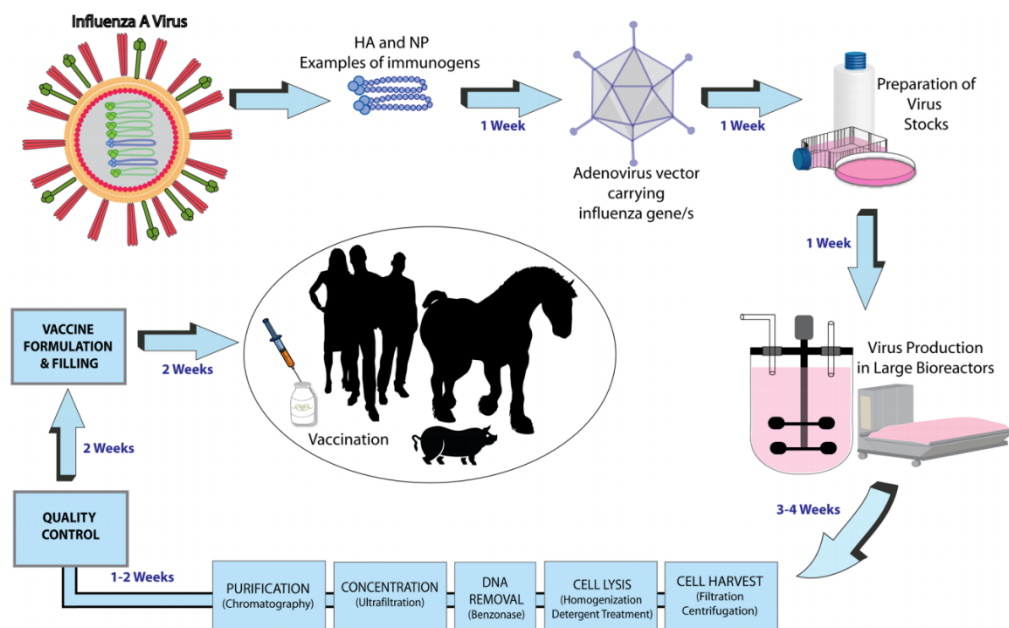 Influenza A Virus
HA and NP
Examples of immunogens
1 Week
Adenovirus vector
carrying
influenza gene/s
1 Week
Preparation of
Virus
Stocks
1 Week
Virus Production
in Large Bioreactors
3-4 Weeks
CELL HARVEST
(Filtration
Centrifugation)
CELL LYSIS
(Homogenization
Detergent Treatment)
DNA
REMOVAL
(Benzonase)
CONCENTRATION
(Ultrafiltration)
PURIFICATION
(Chromatography)
1-2 Weeks
QUALITY
CONTROL
2 Weeks
VACCINE
FORMULATION
& FILLING
2 Weeks
Vaccination